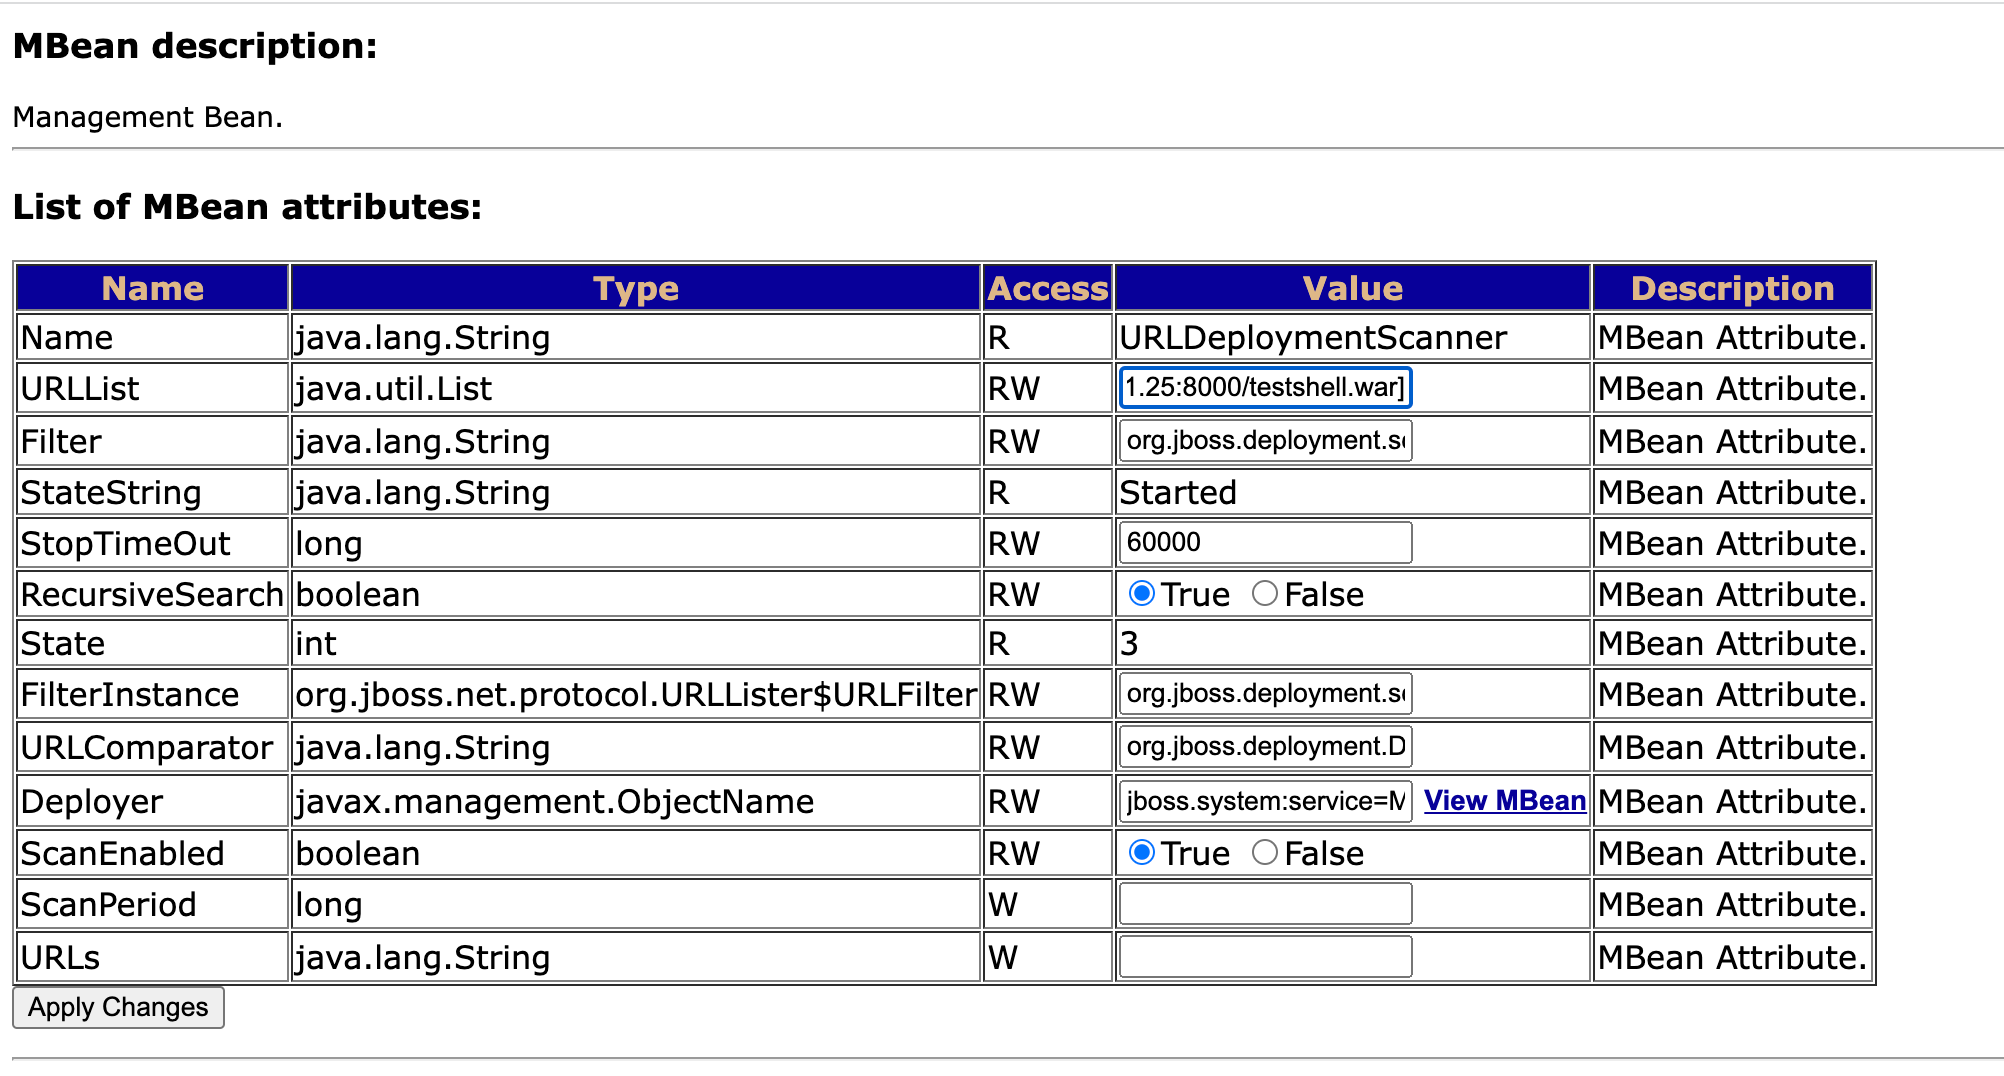 MBean description:
Management Bean.
List of MBean attributes:
Name Type Access Value Description
Name java.lang.String R URLDeploymentScanner MBean Attribute.
URLList java.util.List RW 1.25:8000/testshell.war] MBean Attribute.
Filter java.lang.String RW org.jboss.deployment.s MBean Attribute.
StateString java.lang.String R Started MBean Attribute.
StopTimeOut long RW 60000 MBean Attribute.
RecursiveSearch boolean RW True False MBean Attribute.
State int R 3 MBean Attribute.
FilterInstance org.jboss.net.protocol.URLLister$URLFilter RW org.jboss.deployment.s MBean Attribute.
URLComparator java.lang.String RW org.jboss.deployment.D MBean Attribute.
Deployer javax.management.ObjectName RW jboss.system:service=M View MBean MBean Attribute.
ScanEnabled boolean RW True False MBean Attribute.
ScanPeriod long W MBean Attribute.
URLs java.lang.String W MBean Attribute.
Apply Changes